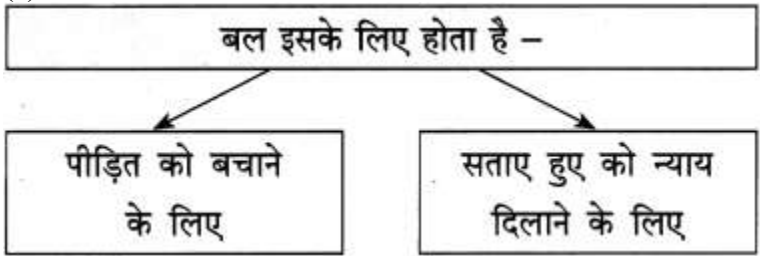 बल इसके लिए होता है –
पीड़ित को बचाने
के लिए
सताए हुए को न्याय
दिलाने के लिए